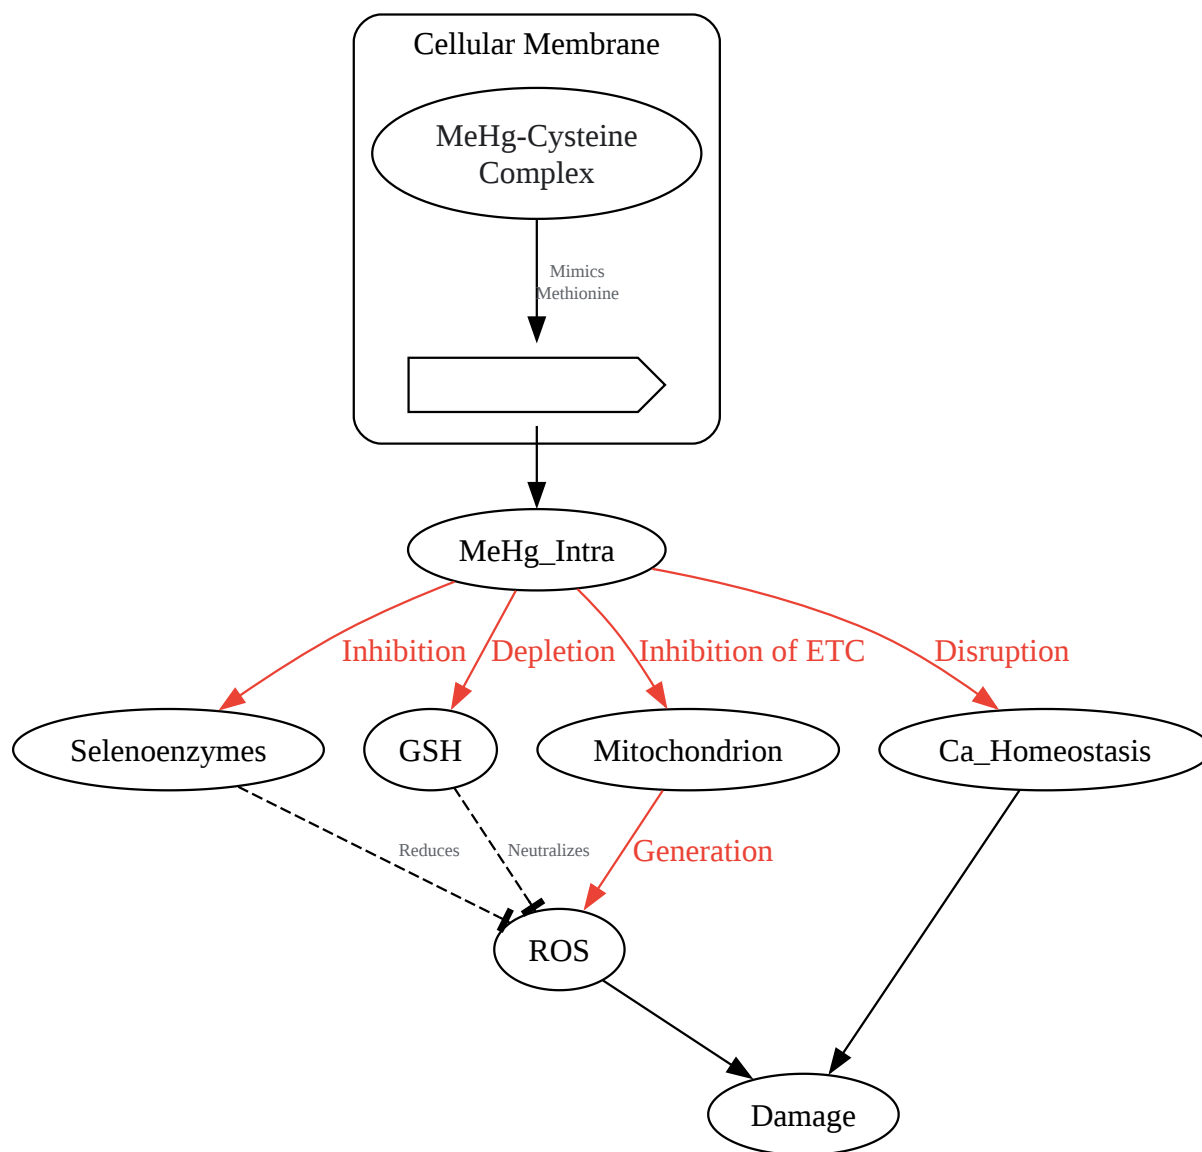 Cellular Membrane
MeHg-Cysteine
Complex
Mimics
Methionine
MeHg_Intra
Inhibition
Depletion
Inhibition of ETC
Disruption
Selenoenzymes
GSH
Mitochondrion
Ca_Homeostasis
Reduces
Neutralizes
Generation
ROS
Damage